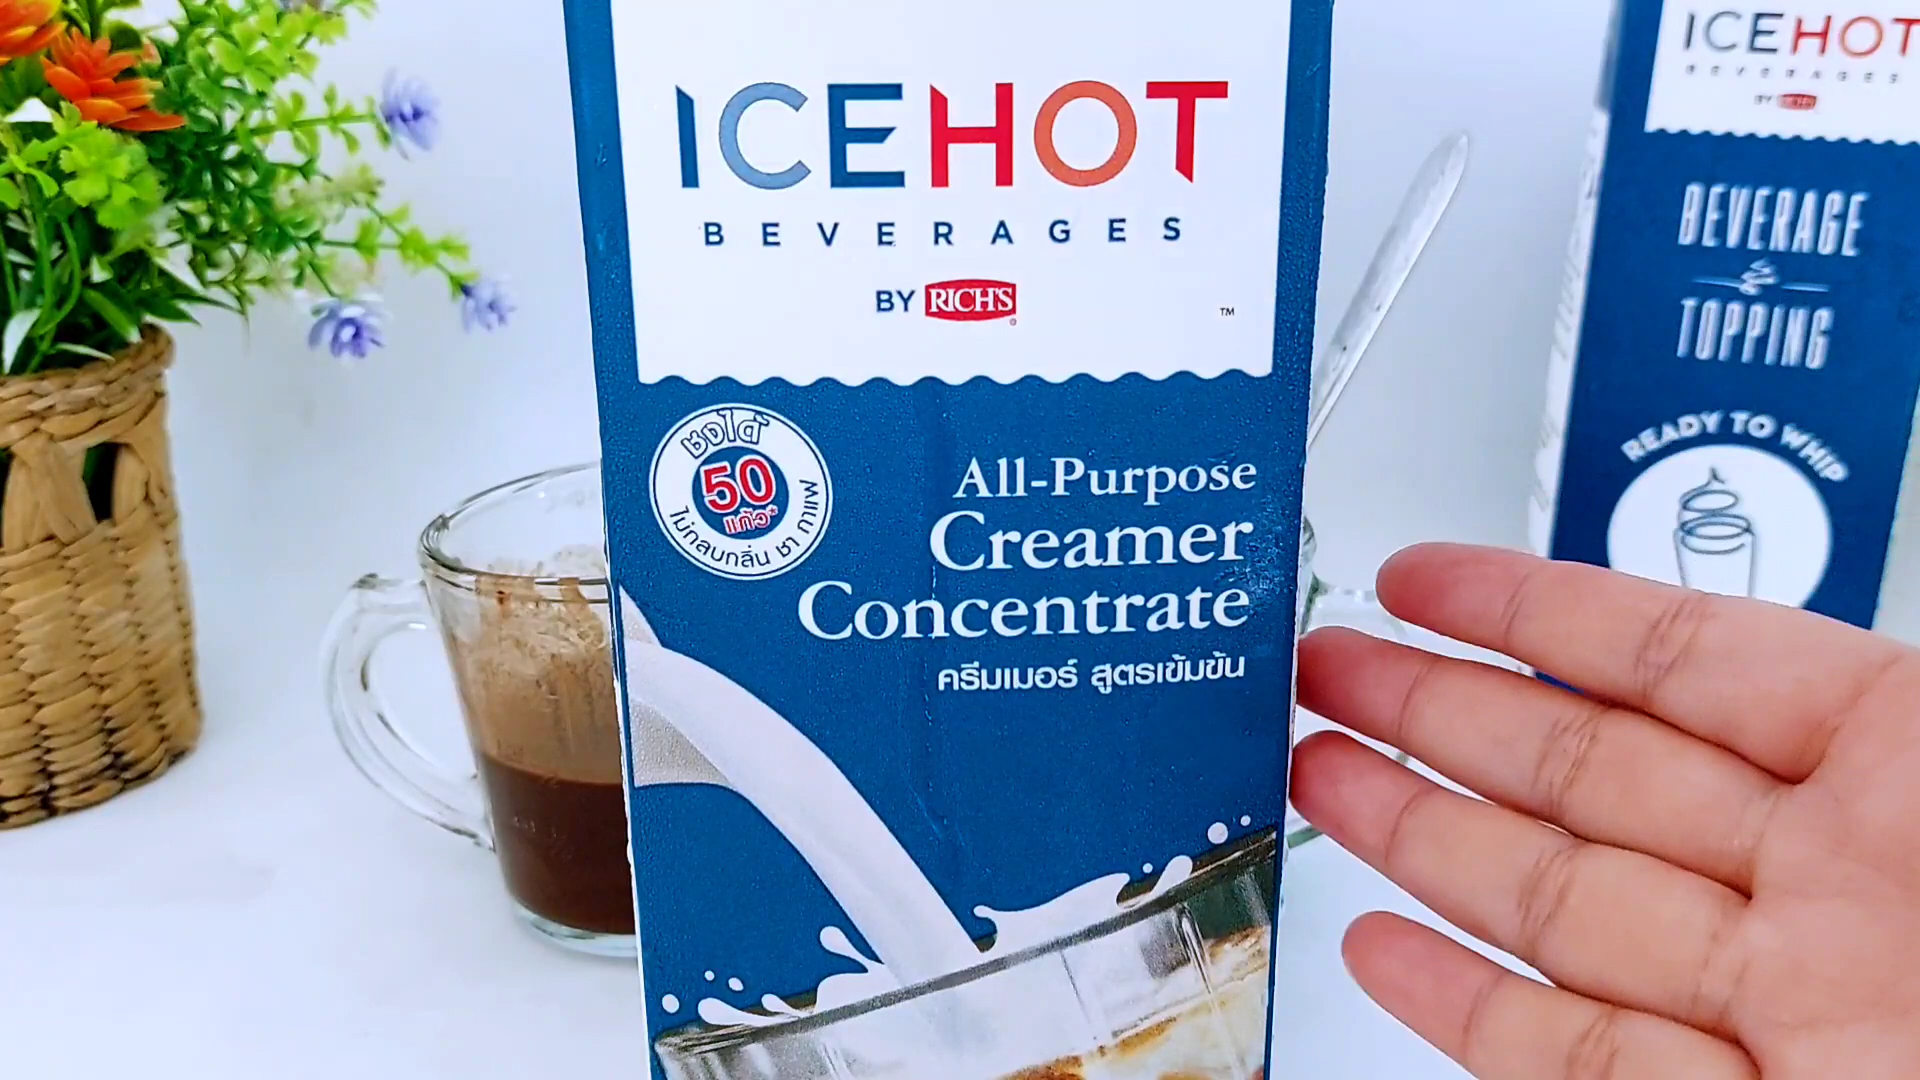 ICEHOT
BEVERAGES
BY RICH'S
™
ชงได้
50
แก้ว*
ไม่กลบกลิ่น ชา กาแฟ
All-Purpose
Creamer
Concentrate
ครีมเมอร์ สูตรเข้มข้น
ICEHOT
BEVERAGES
BY RICH'S
BEVERAGE
&
TOPPING
READY TO WHIP